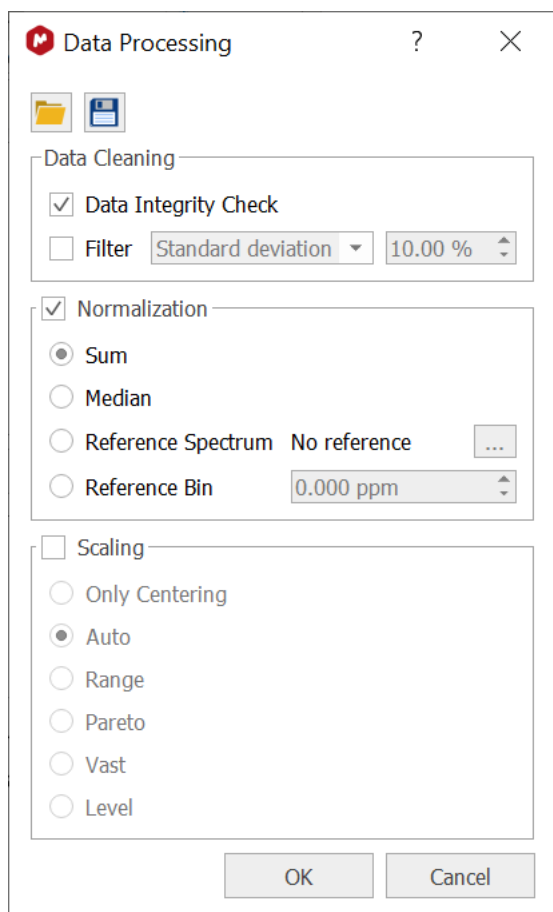 Data Processing ?
Data Cleaning
Data Integrity Check
Filter Standard deviation 10.00 %
Normalization
Sum
Median
Reference Spectrum No reference ...
Reference Bin 0.000 ppm
Scaling
Only Centering
Auto
Range
Pareto
Vast
Level
OK Cancel